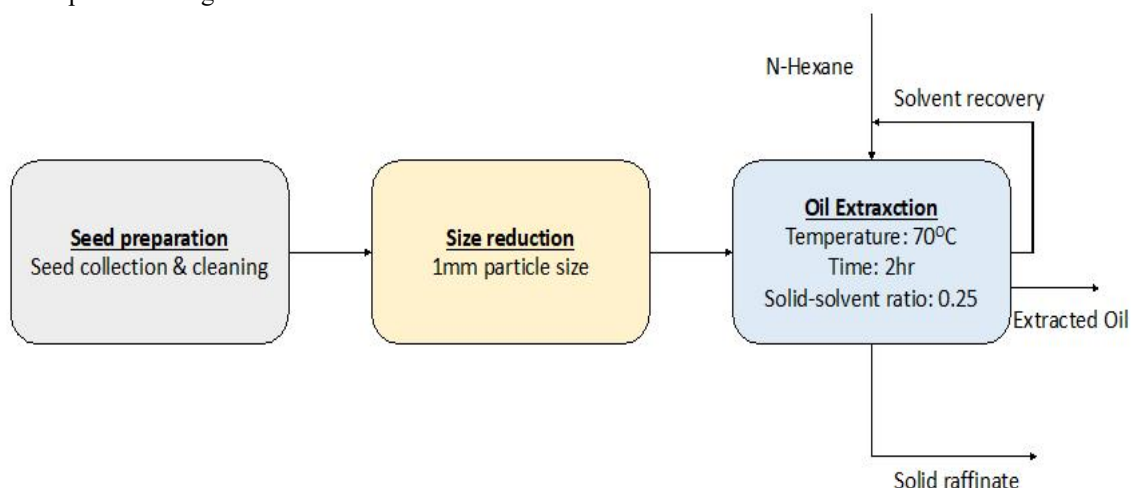 N-Hexane
Solvent recovery
Seed preparation
Seed collection & cleaning
Size reduction
1mm particle size
Oil Extraxction
Temperature: 70⁰C
Time: 2hr
Solid-solvent ratio: 0.25
Extracted Oil
Solid raffinate